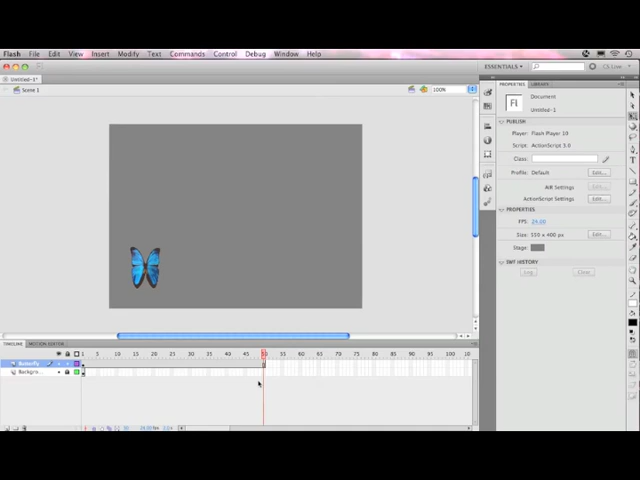 Flash File Edit View Insert Modify Text Commands Control Debug Window Help
ESSENTIALS CS Live
Untitled-1*
Scene 1 100%
PROPERTIES LIBRARY
Document
Untitled-1
PUBLISH
Player: Flash Player 10
Script: ActionScript 3.0
Class:
Profile: Default Edit...
AIR Settings Edit...
ActionScript Settings Edit...
PROPERTIES
FPS: 24.00
Size: 550 x 400 px Edit...
Stage:
SWF HISTORY
Log Clear
TIMELINE MOTION EDITOR
1 5 10 15 20 25 30 35 40 45 50 55 60 65 70 75 80 85 90 95 100 105 110
Butterfly
Backgro...